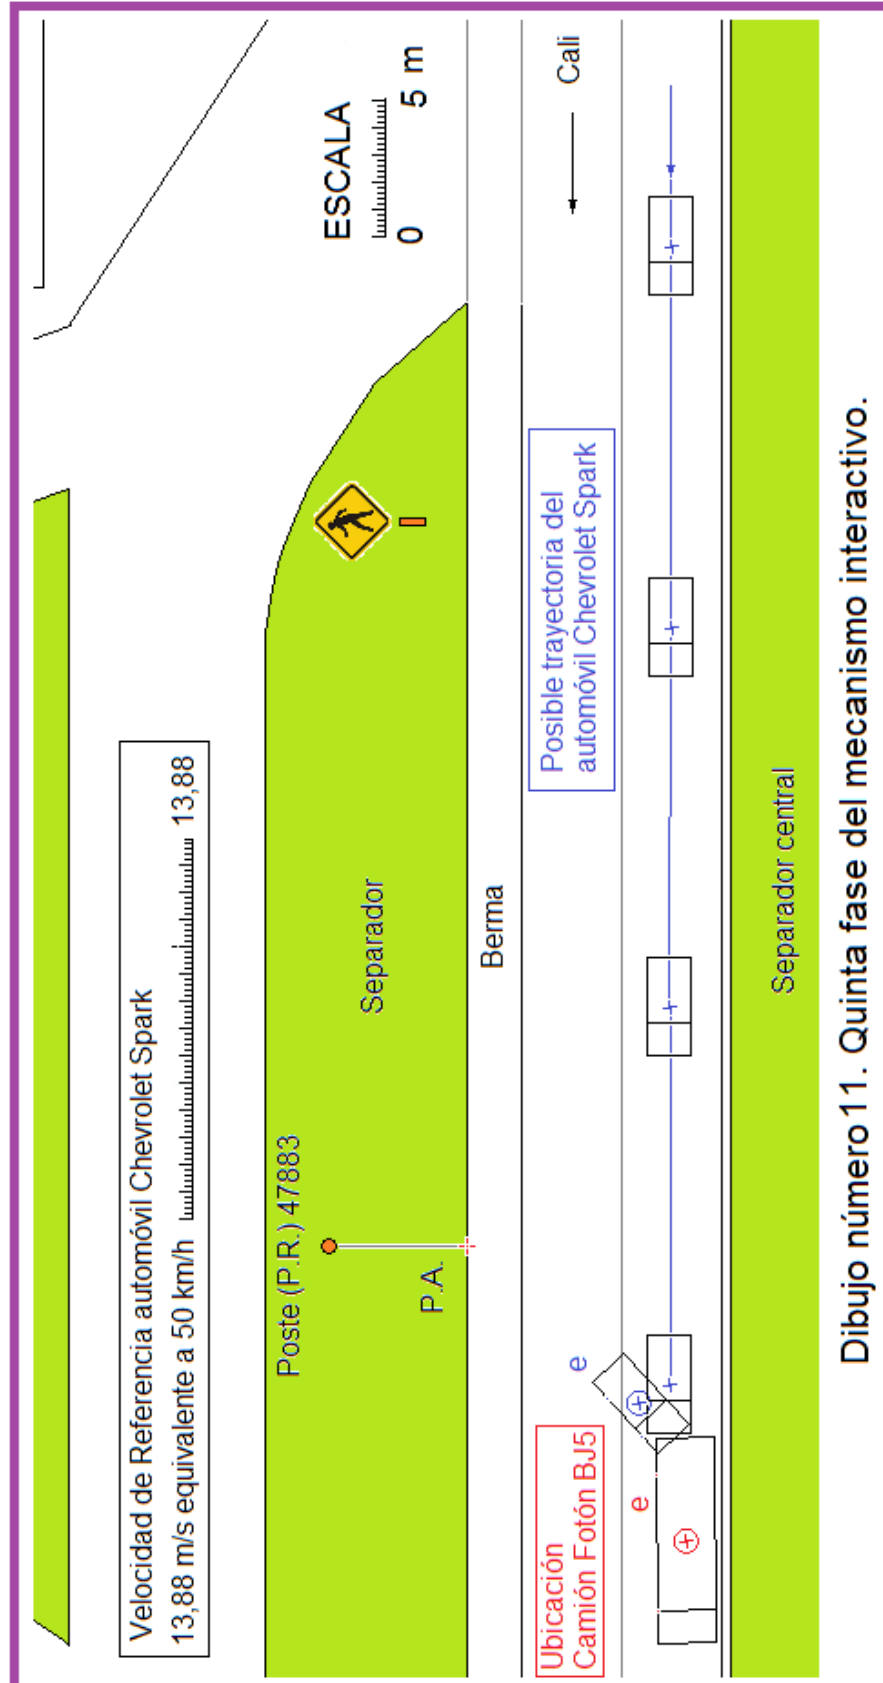 Velocidad de Referencia automóvil Chevrolet Spark
13,88 m/s equivalente a 50 km/h
13,88
ESCALA
0
5 m
Poste (P.R.) 47883
Separador
P.A.
Berma
Cali
Posible trayectoria del
automóvil Chevrolet Spark
Ubicación
Camión Fotón BJ5
e
e
Separador central
Dibujo número 11. Quinta fase del mecanismo interactivo.